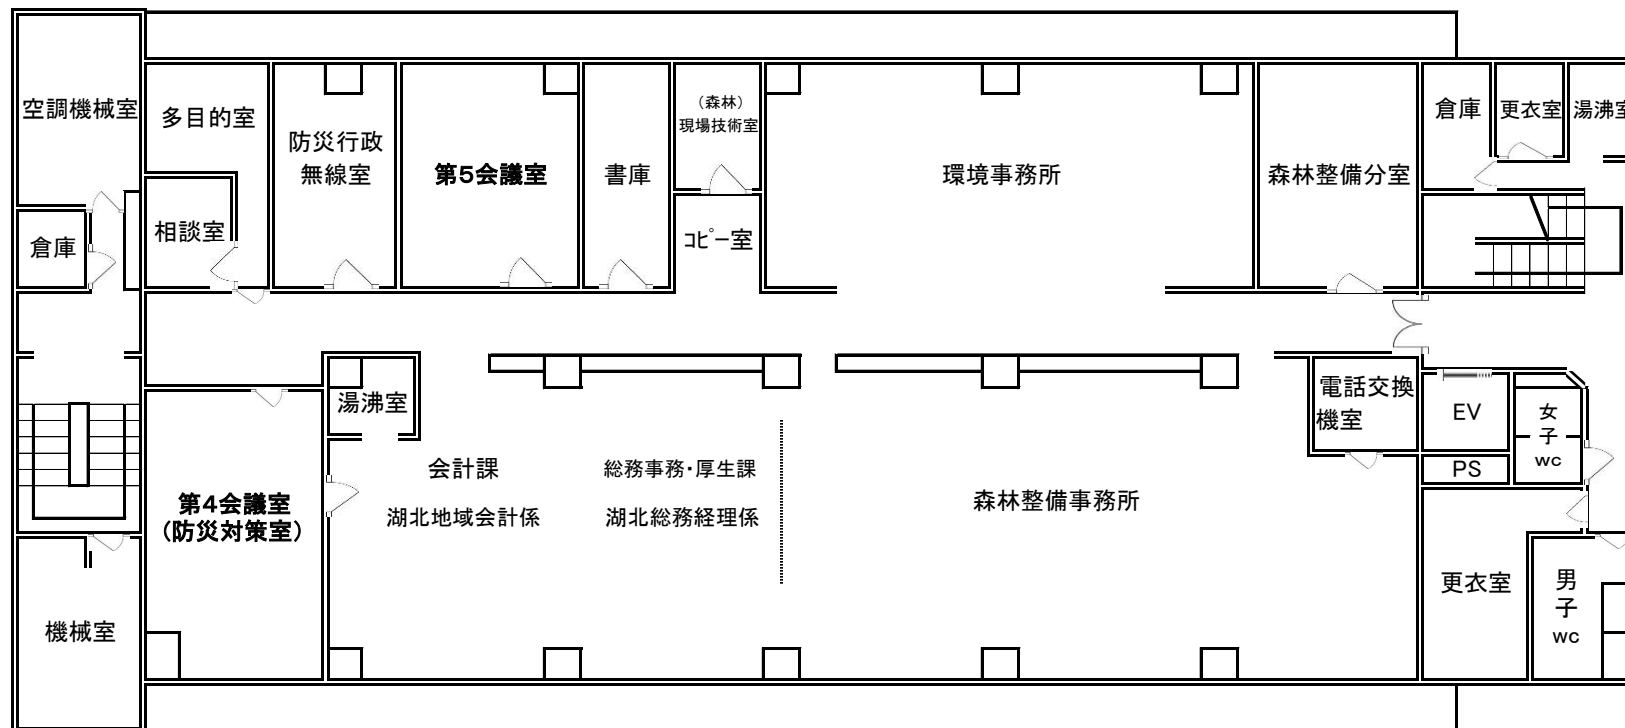 空調機械室
多目的室
防災行政
無線室
第5会議室
書庫
(森林)
現場技術室
環境事務所
森林整備分室
倉庫
更衣室
湯沸室
倉庫
相談室
コピー室
湯沸室
電話交換
機室
EV
女
子
WC
会計課
湖北地域会計係
総務事務・厚生課
湖北総務経理係
森林整備事務所
PS
第4会議室
(防災対策室)
更衣室
男
子
WC
機械室